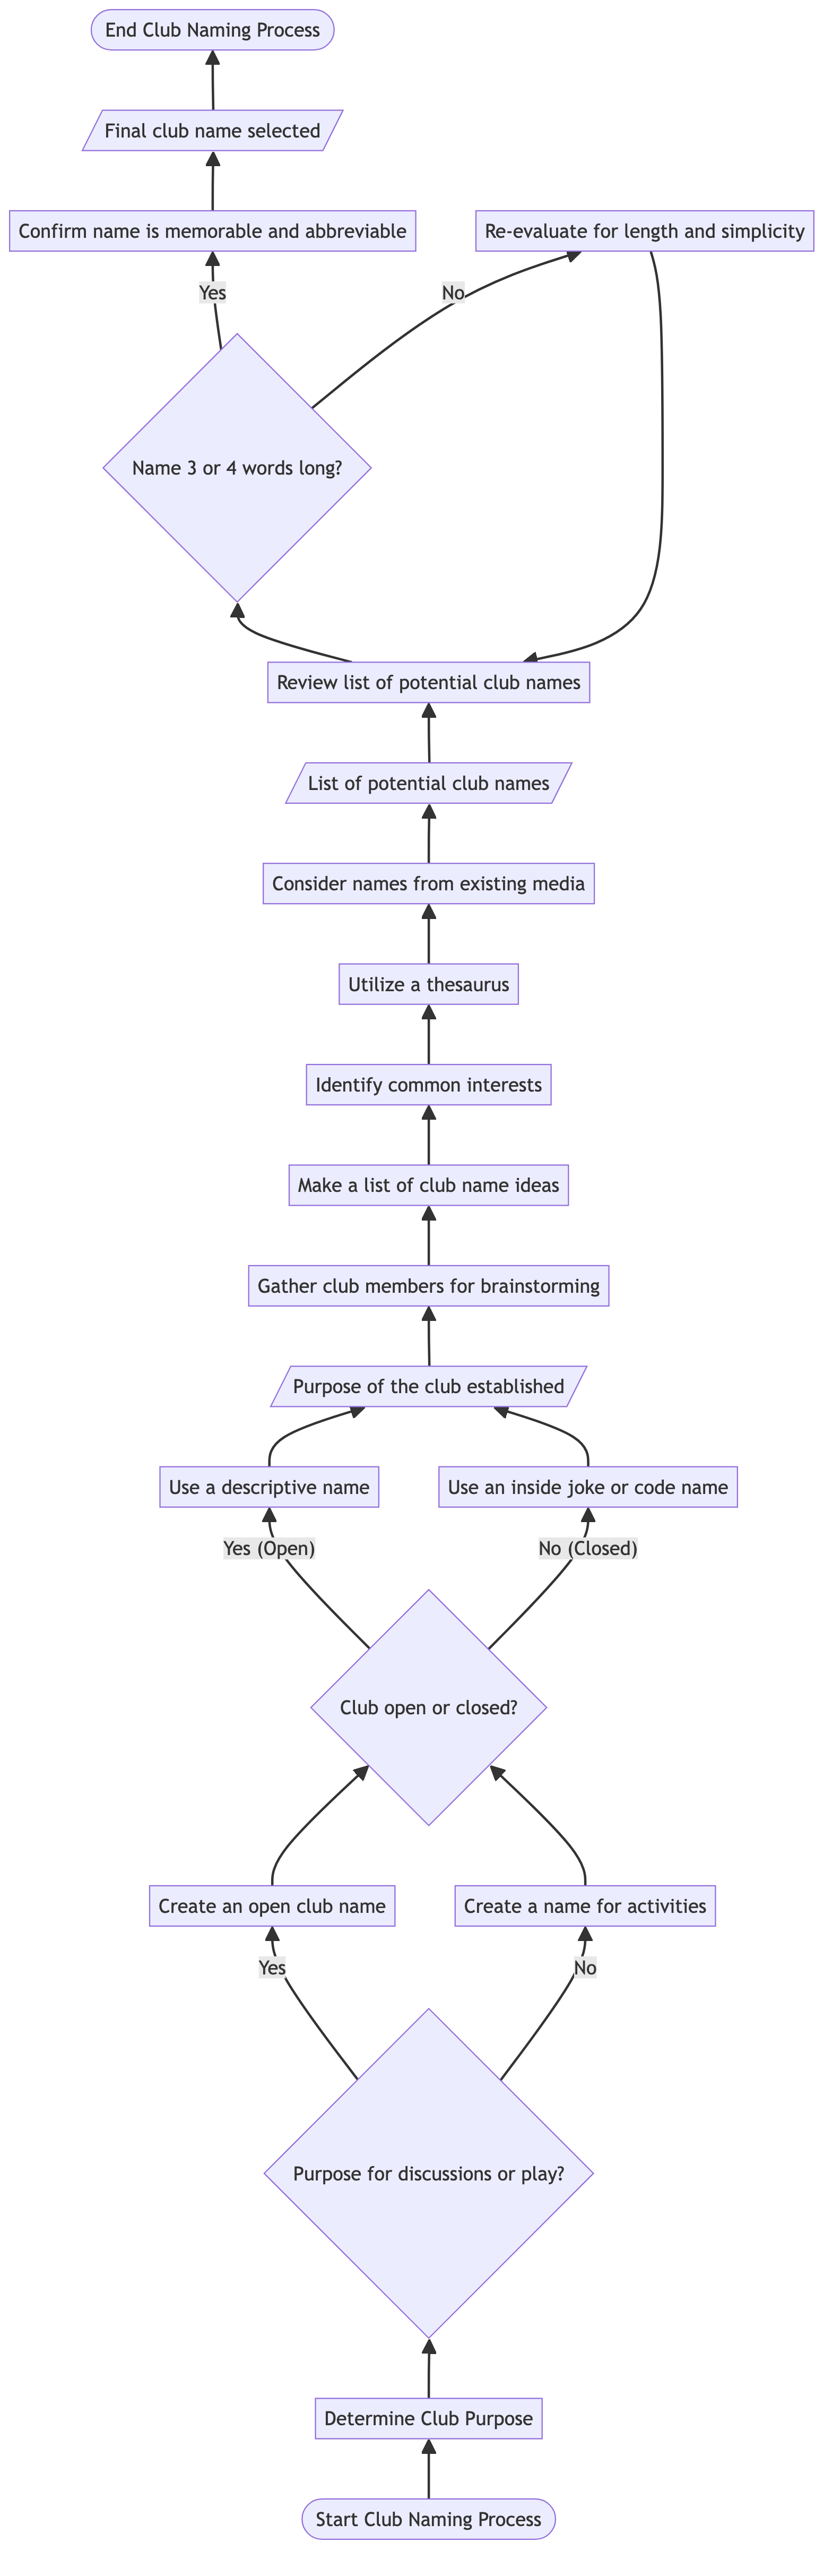 End Club Naming Process
Final club name selected
Confirm name is memorable and abbreviable
Re-evaluate for length and simplicity
Yes
No
Name 3 or 4 words long?
Review list of potential club names
List of potential club names
Consider names from existing media
Utilize a thesaurus
Identify common interests
Make a list of club name ideas
Gather club members for brainstorming
Purpose of the club established
Use a descriptive name
Use an inside joke or code name
Yes (Open)
No (Closed)
Club open or closed?
Create an open club name
Create a name for activities
Yes
No
Purpose for discussions or play?
Determine Club Purpose
Start Club Naming Process